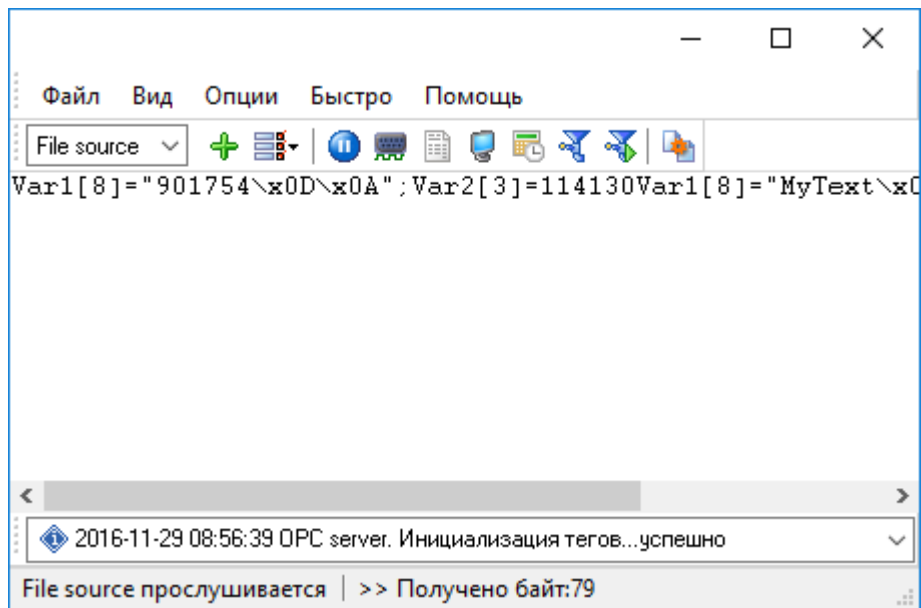 Файл Вид Опции Быстро Помощь
File source
Var1[8]="901754\x0D\x0A";Var2[3]=114130Var1[8]="MyText\x0
2016-11-29 08:56:39 OPC server. Инициализация тегов...успешно
File source прослушивается >> Получено байт:79